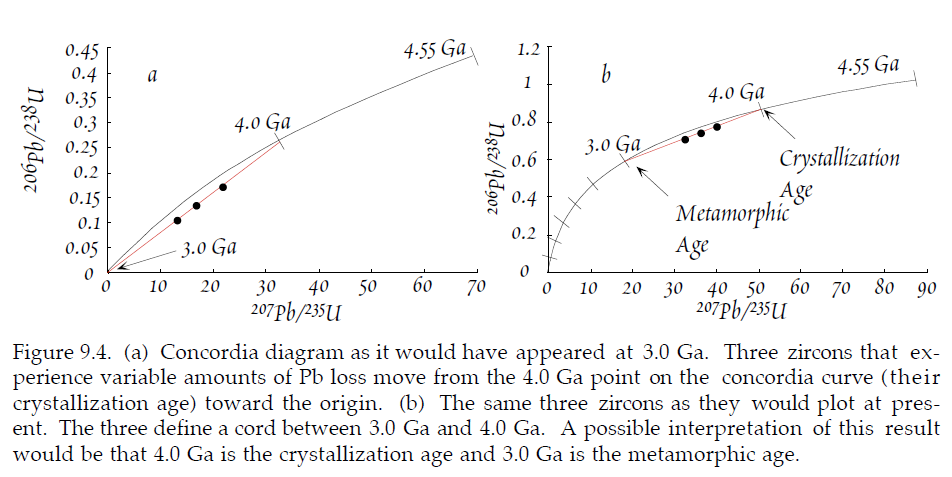 a
0.45
0.4
0.35
0.3
0.25
0.2
0.15
0.1
0.05
0
206Pb/238U
4.55 Ga
4.0 Ga
3.0 Ga
0 10 20 30 40 50 60 70
207Pb/235U
b
1.2
1
0.8
0.6
0.4
0.2
0
206Pb/238U
4.55 Ga
4.0 Ga
3.0 Ga
Crystallization
Age
Metamorphic
Age
0 10 20 30 40 50 60 70 80 90
207Pb/235U
Figure 9.4. (a) Concordia diagram as it would have appeared at 3.0 Ga. Three zircons that ex-
perience variable amounts of Pb loss move from the 4.0 Ga point on the concordia curve (their
crystallization age) toward the origin. (b) The same three zircons as they would plot at pres-
ent. The three define a cord between 3.0 Ga and 4.0 Ga. A possible interpretation of this result
would be that 4.0 Ga is the crystallization age and 3.0 Ga is the metamorphic age.